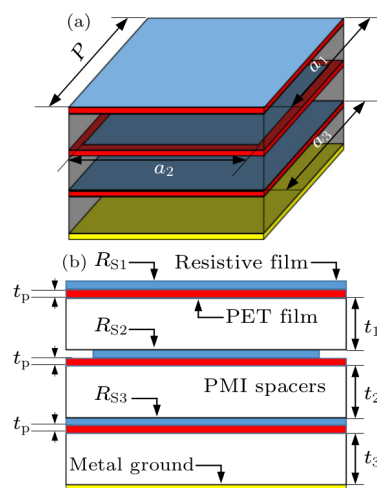 (a)
P
a1
a3
a2
(b)
RS1
Resistive film
tp
PET film
t1
RS2
tp
PMI spacers
t2
RS3
tp
Metal ground
t3